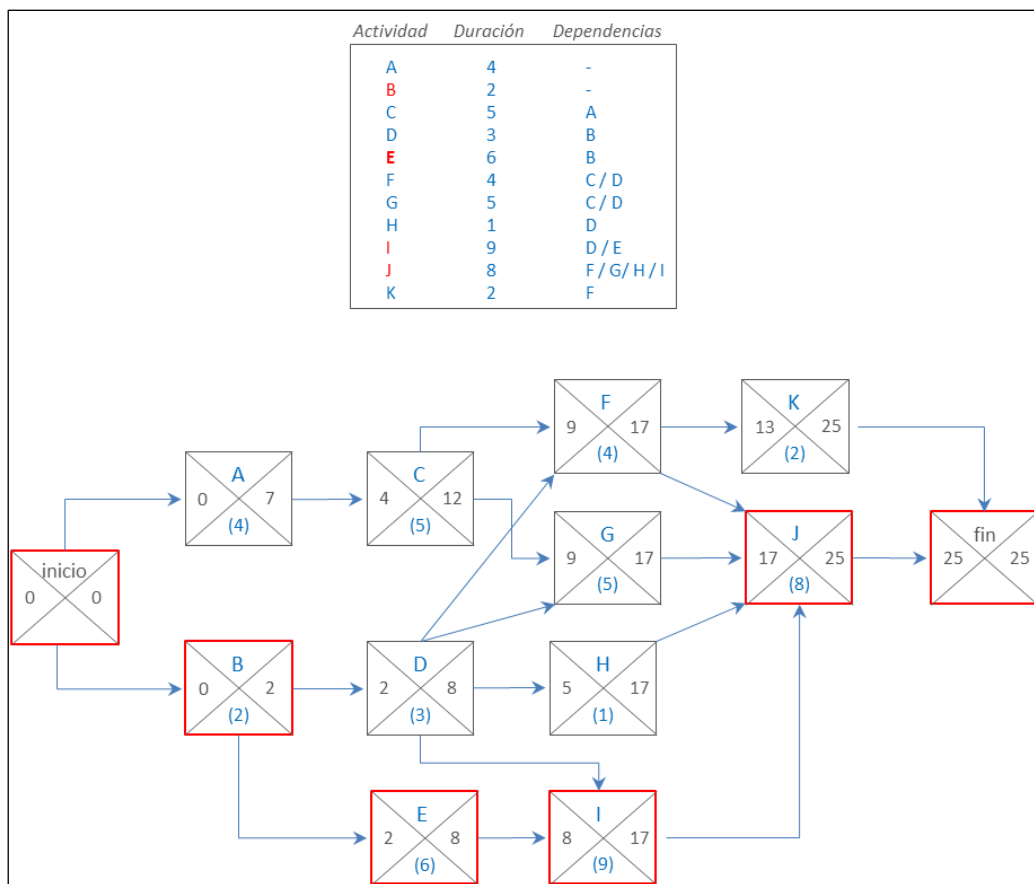 Actividad Duración Dependencias
A 4 -
B 2 -
C 5 A
D 3 B
E 6 B
F 4 C / D
G 5 C / D
H 1 D
I 9 D / E
J 8 F / G/ H / I
K 2 F
F
9 17
(4)
K
13 25
(2)
A
0 7
(4)
C
4 12
(5)
G
9 17
(5)
J
17 25
(8)
fin
25 25
inicio
0 0
B
0 2
(2)
D
2 8
(3)
H
5 17
(1)
E
2 8
(6)
I
8 17
(9)